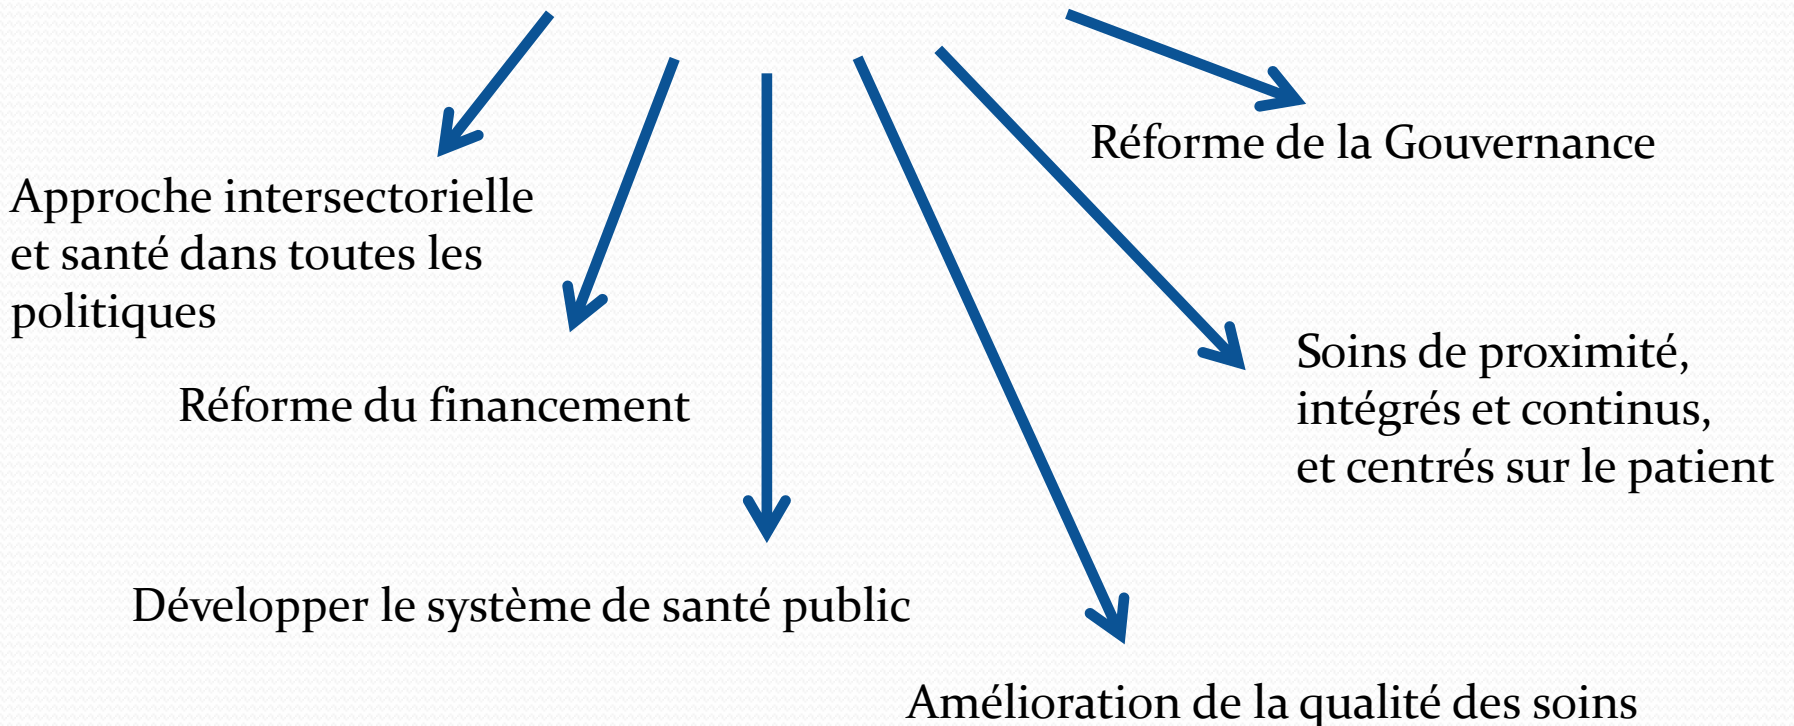 Réforme de la Gouvernance
Approche intersectorielle
et santé dans toutes les
politiques
Soins de proximité,
intégrés et continus,
et centrés sur le patient
Réforme du financement
Développer le système de santé public
Amélioration de la qualité des soins